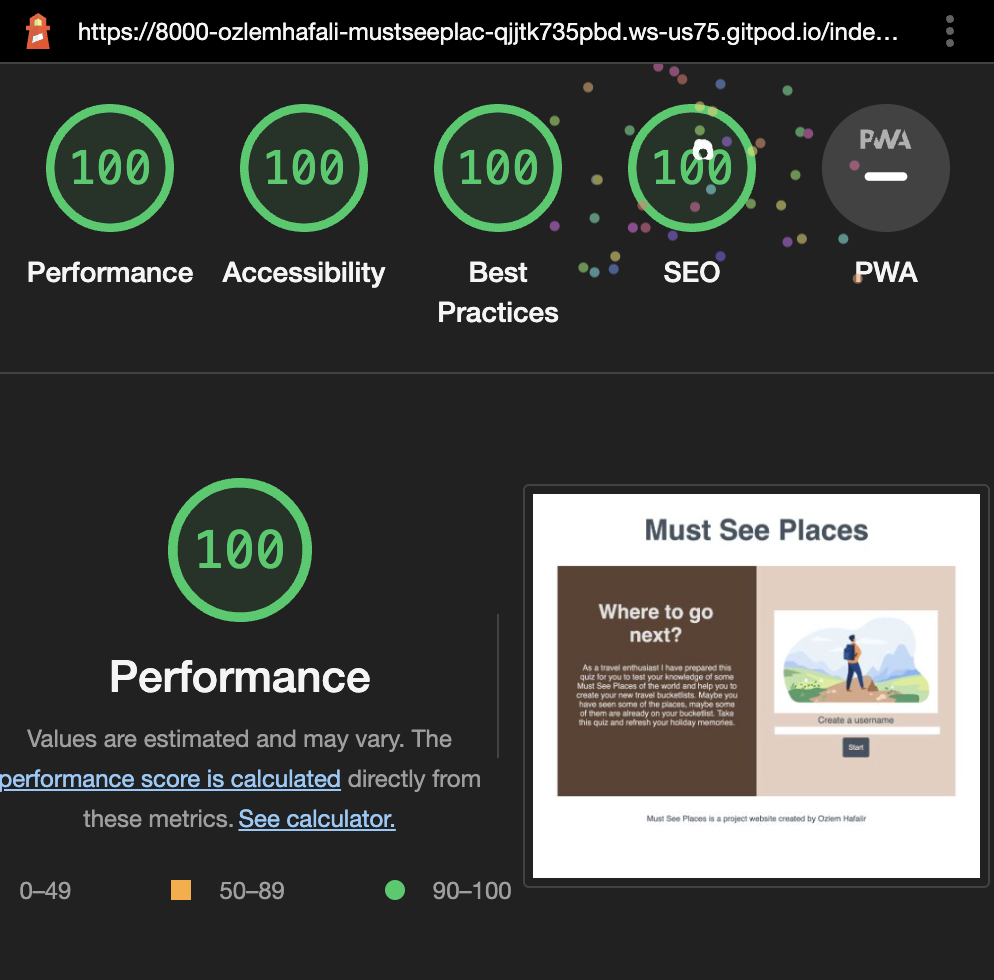 https://8000-ozlemhafali-mustseeplac-qjjtk735pbd.ws-us75.gitpod.io/inde…
100
100
100
100
PWA
Performance
Accessibility
Best
Practices
SEO
PWA
100
Performance
Values are estimated and may vary. The
performance score is calculated directly from
these metrics. See calculator.
0–49
50–89
90–100
Must See Places
Where to go
next?
As a travel enthusiast I have prepared this
quiz for you to test your knowledge of some
Must See Places of the world and help you to
create your new travel bucketlists. Maybe you
have seen some of the places, maybe some
of them are already on your bucketlist. Take
this quiz and refresh your holiday memories.
Create a username
Start
Must See Places is a project website created by Ozlem Hafalir